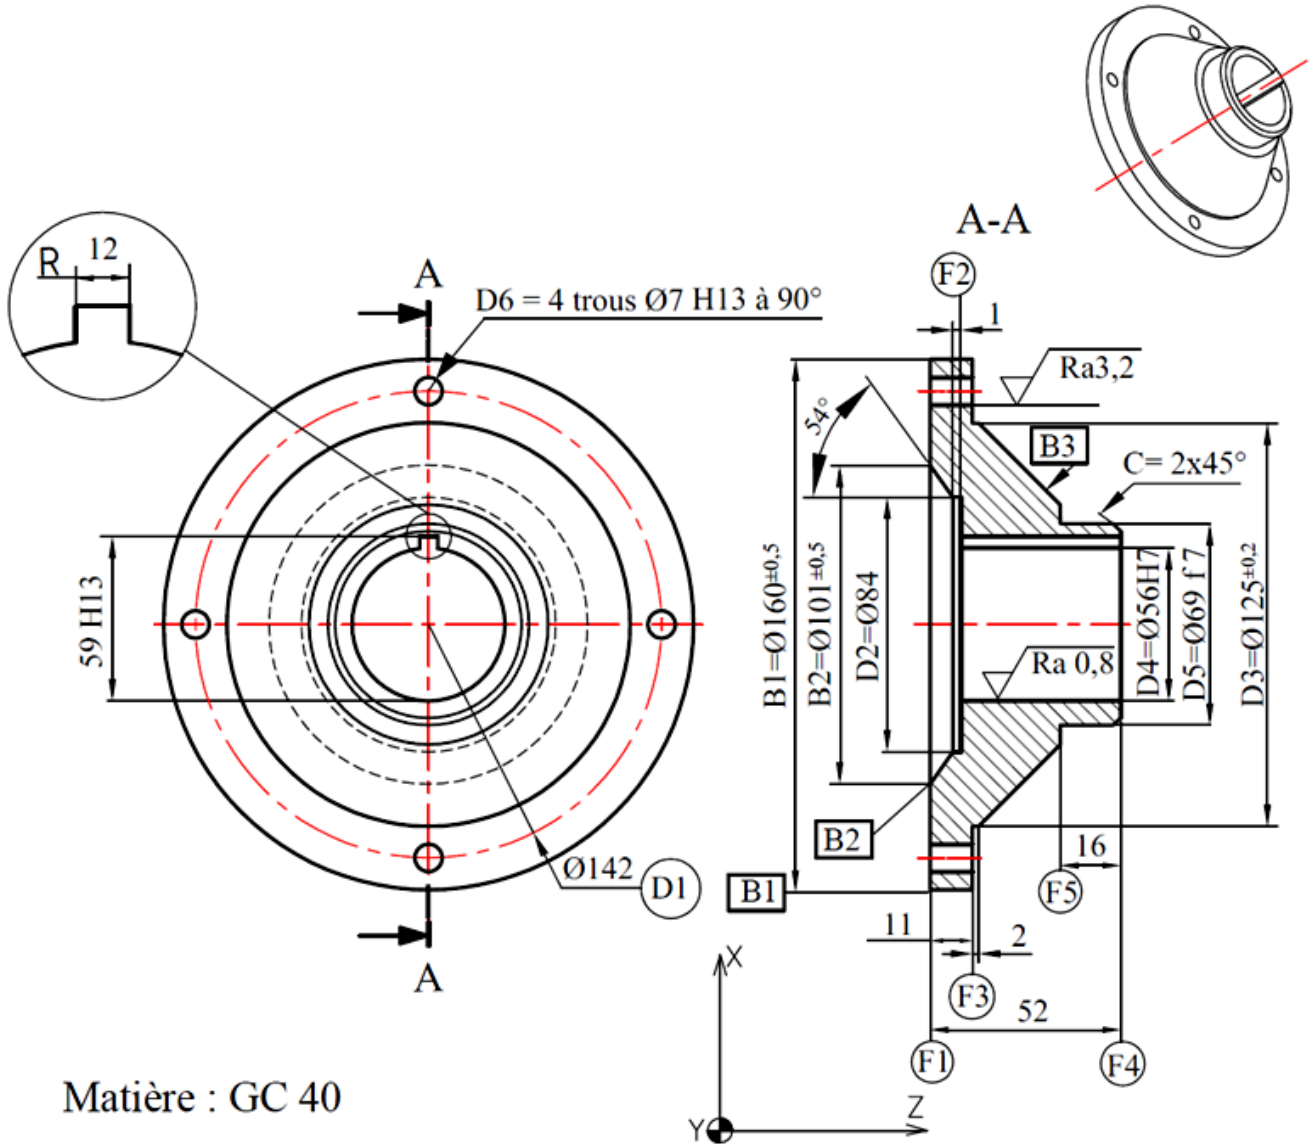 A-A
F2
R
12
A
D6 = 4 trous Ø7 H13 à 90°
1
Ra3,2
54°
B3
C= 2x45°
59 H13
B1=Ø160±0,5
B2=Ø101±0,5
D2=Ø84
D4=Ø56H7
D5=Ø69 f 7
D3=Ø125±0,2
Ra 0,8
B2
16
Ø142
D1
B1
F5
11
2
A
X
F3
52
F1
F4
Matière : GC 40
Y
Z